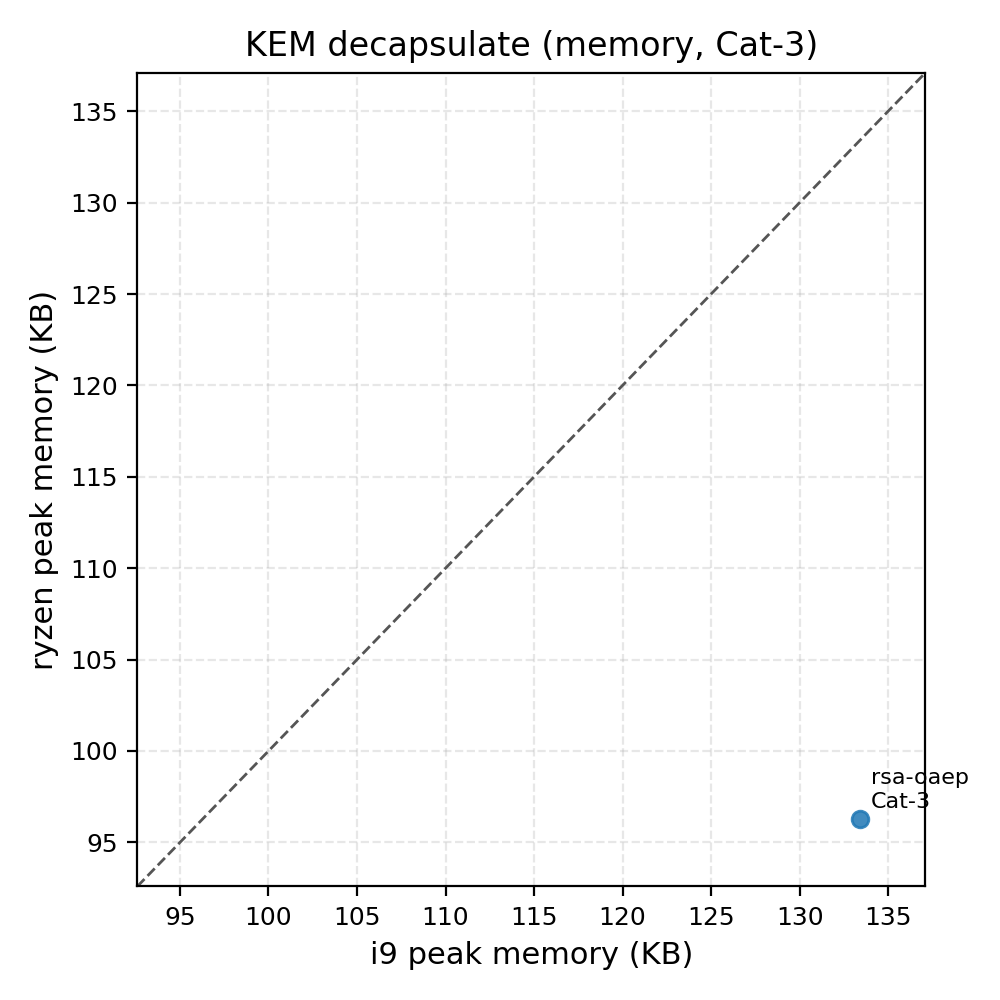 KEM decapsulate (memory, Cat-3)
ryzen peak memory (KB)
135
130
125
120
115
110
105
100
95
rsa-oaep
Cat-3
95 100 105 110 115 120 125 130 135
i9 peak memory (KB)